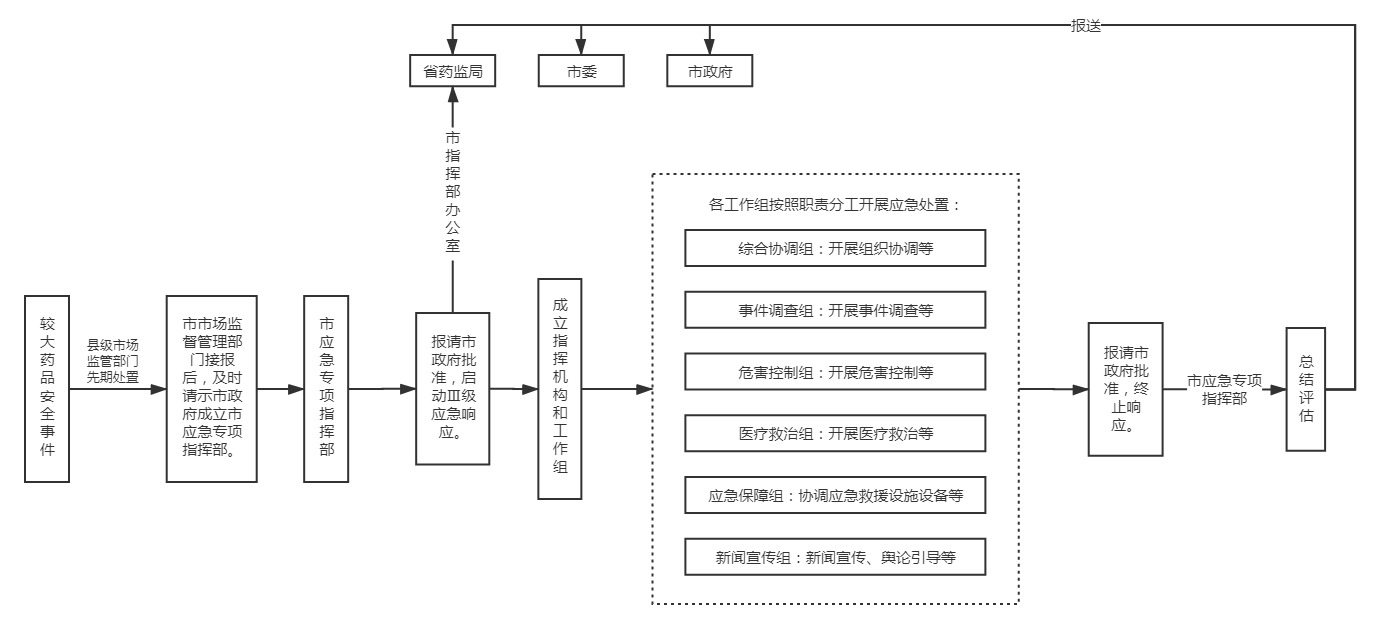 报送
省药监局
市委
市政府
市指挥部办公室
较大药品安全事件
县级市场
监管部门
先期处置
市市场监
督管理部
门接报
后，及时
请示市政
府成立市
应急专项
指挥部。
市应急专项指挥部
报请市
政府批
准，启
动Ⅲ级
应急响
应。
成立指挥机构和工作组
各工作组按照职责分工开展应急处置：
综合协调组：开展组织协调等
事件调查组：开展事件调查等
危害控制组：开展危害控制等
医疗救治组：开展医疗救治等
应急保障组：协调应急救援设施设备等
新闻宣传组：新闻宣传、舆论引导等
报请市
政府批
准，终
止响
应。
市应急专项
指挥部
总结评估